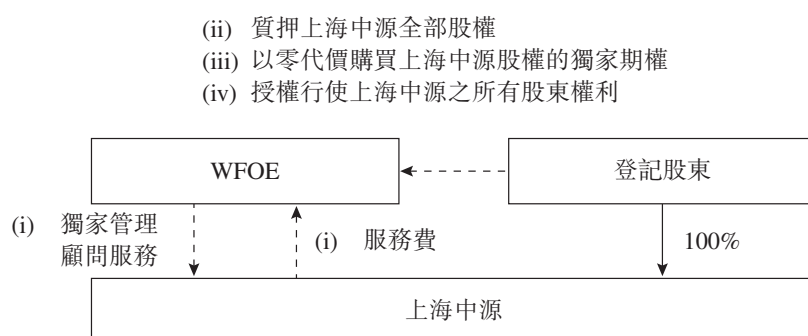 (ii) 質押上海中源全部股權
(iii) 以零代價購買上海中源股權的獨家期權
(iv) 授權行使上海中源之所有股東權利
WFOE
登記股東
(i) 獨家管理
顧問服務
(i) 服務費
100%
上海中源